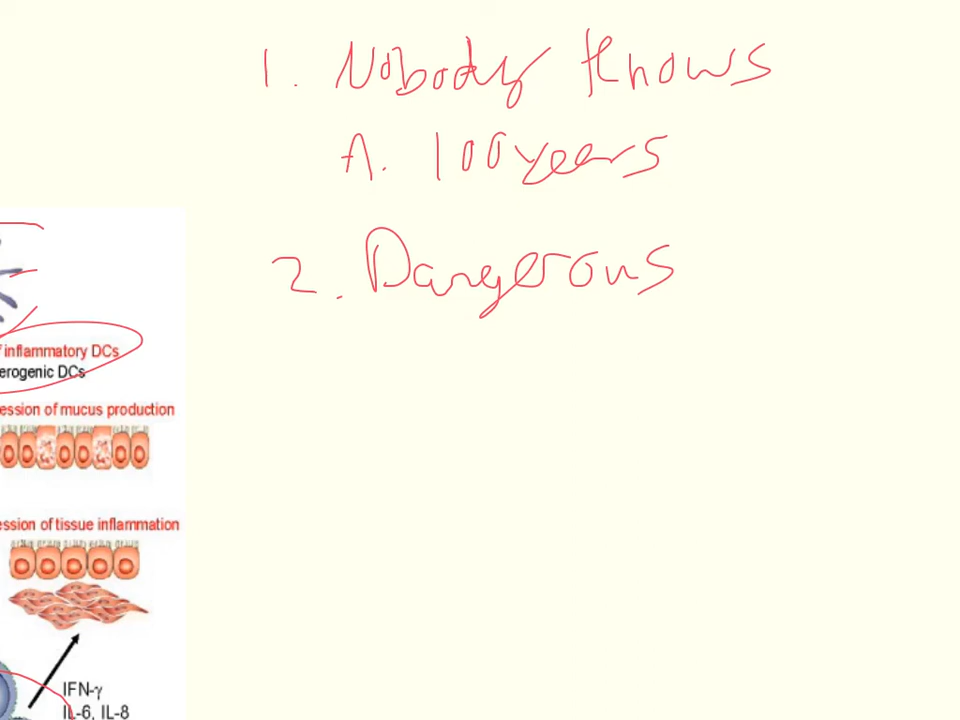 1. Nobody Knows
A. 100 years
2. Dangerous
inflammatory DCs
erogenic DCs
ession of mucus production
ession of tissue inflammation
IFN-γ
IL-6, IL-8